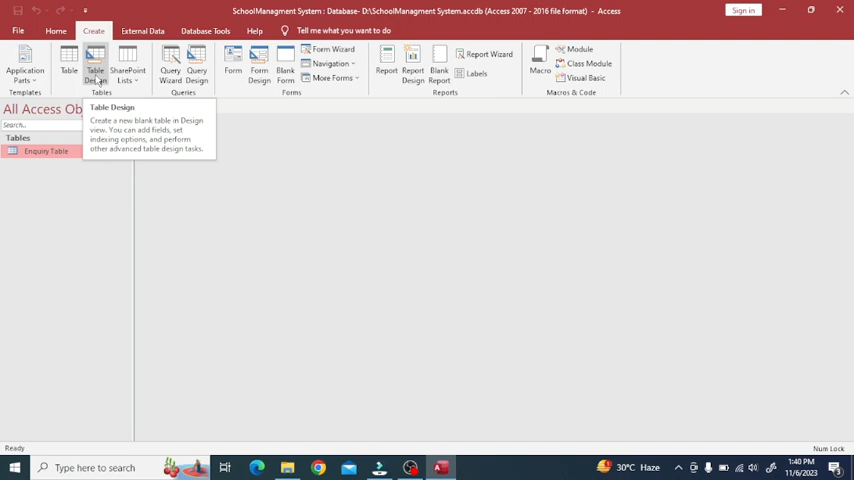 SchoolManagment System : Database- D:\SchoolManagment System.accdb (Access 2007 - 2016 file format) - Access
Sign in
File Home Create External Data Database Tools Help Tell me what you want to do
Application Parts
Table
Table Design
SharePoint Lists
Query Wizard
Query Design
Form
Form Design
Blank Form
Form Wizard
Navigation
More Forms
Report
Report Design
Blank Report
Report Wizard
Labels
Macro
Module
Class Module
Visual Basic
Templates Tables Queries Forms Reports Macros & Code
All Access Ob
Search...
Tables
Enquiry Table
Table Design
Create a new blank table in Design
view. You can add fields, set
indexing options, and perform
other advanced table design tasks.
Ready
Num Lock
Type here to search
30°C Haze
1:40 PM
11/6/2023
3